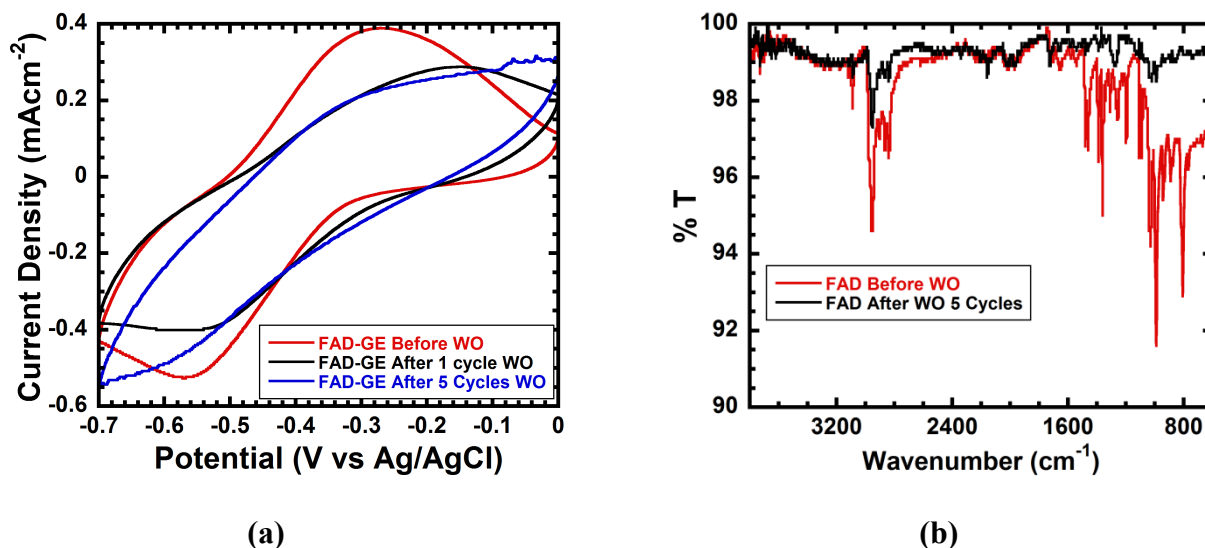 0.4
0.2
0
-0.2
-0.4
-0.6
Current Density (mAcm⁻²)
FAD-GE Before WO
FAD-GE After 1 cycle WO
FAD-GE After 5 Cycles WO
-0.7 -0.6 -0.5 -0.4 -0.3 -0.2 -0.1 0
Potential (V vs Ag/AgCl)
(a)
100
98
96
94
92
90
% T
FAD Before WO
FAD After WO 5 Cycles
3200 2400 1600 800
Wavenumber (cm⁻¹)
(b)